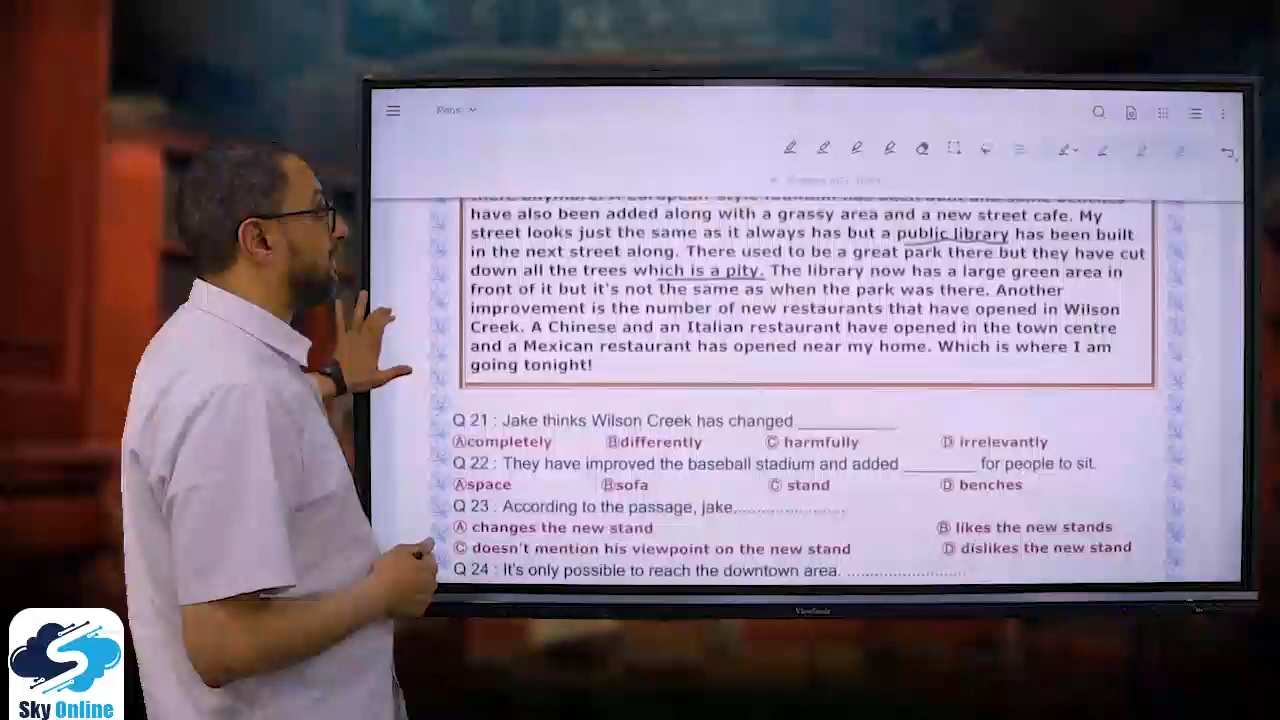 Pens
have also been added along with a grassy area and a new street cafe. My
street looks just the same as it always has but a public library has been built
in the next street along. There used to be a great park there but they have cut
down all the trees which is a pity. The library now has a large green area in
front of it but it's not the same as when the park was there. Another
improvement is the number of new restaurants that have opened in Wilson
Creek. A Chinese and an Italian restaurant have opened in the town centre
and a Mexican restaurant has opened near my home. Which is where I am
going tonight!
Q 21 : Jake thinks Wilson Creek has changed __________
Ⓐcompletely Ⓑdifferently Ⓒ harmfully Ⓓ irrelevantly
Q 22 : They have improved the baseball stadium and added _______ for people to sit.
Ⓐspace Ⓑsofa Ⓒ stand Ⓓ benches
Q 23 : According to the passage, jake......................
Ⓐ changes the new stand Ⓑ likes the new stands
Ⓒ doesn't mention his viewpoint on the new stand Ⓓ dislikes the new stand
Q 24 : It's only possible to reach the downtown area. ........................
ViewSonic
Sky Online